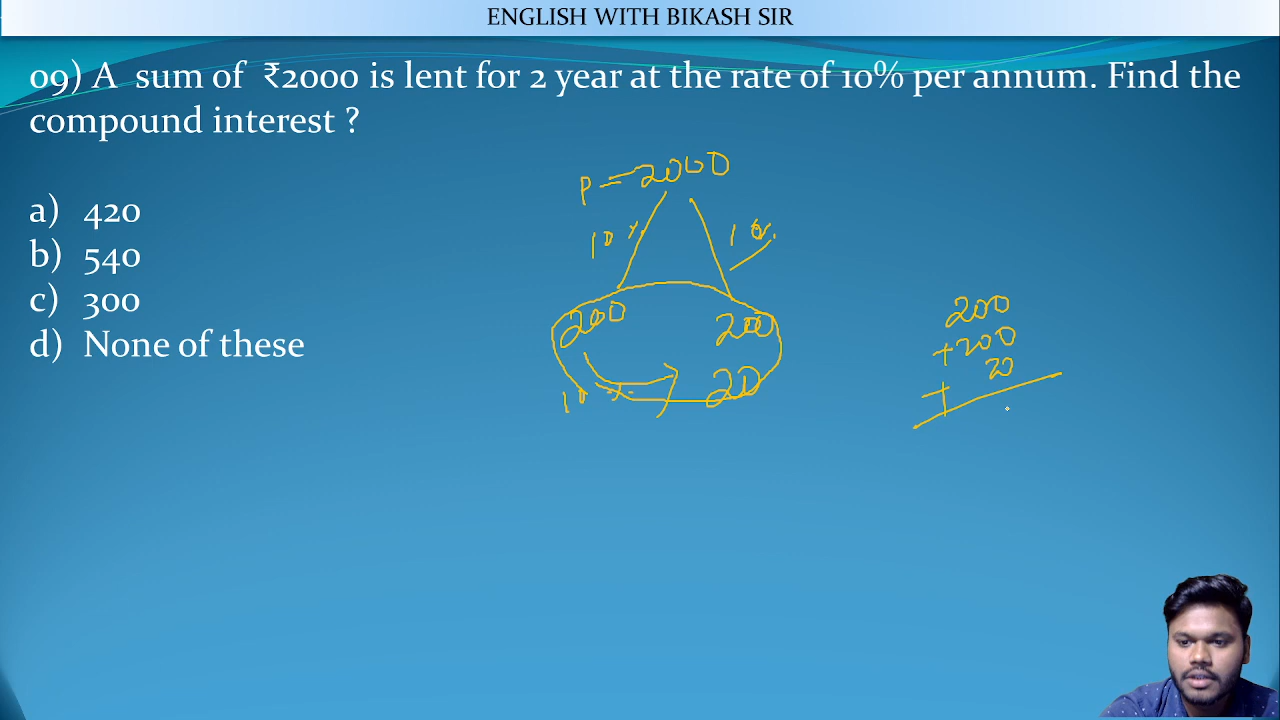 ENGLISH WITH BIKASH SIR
09) A sum of ₹2000 is lent for 2 year at the rate of 10% per annum. Find the
compound interest ?
a) 420
b) 540
c) 300
d) None of these
P = 2000
10 %
200
200
10 %
20
200
+200
+ 20